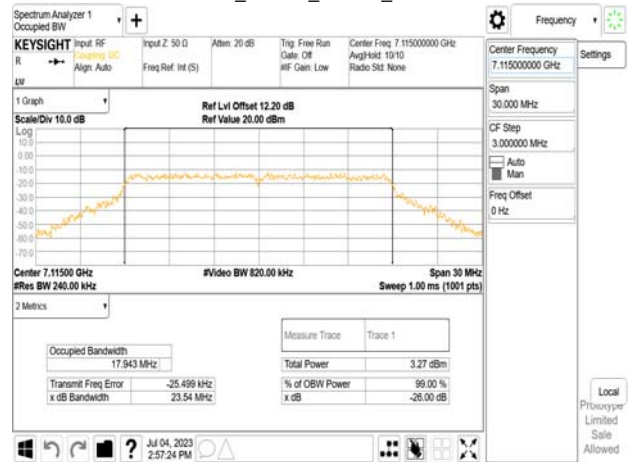 Spectrum Analyzer 1
Occupied BW
Frequency
KEYSIGHT
R
LV
Input: RF
Coupling: DC
Align: Auto
Input Z: 50 Ω
Freq Ref: Int (S)
Atten: 20 dB
Trig: Free Run
Gate: Off
#IF Gain: Low
Center Freq: 7.115000000 GHz
Avg|Hold: 10/10
Radio Std: None
1 Graph
Scale/Div 10.0 dB
Ref Lvl Offset 12.20 dB
Ref Value 20.00 dBm
Log
10.0
0.00
-10.0
-20.0
-30.0
-40.0
-50.0
-60.0
-70.0
Center 7.11500 GHz
#Res BW 240.00 kHz
#Video BW 820.00 kHz
Span 30 MHz
Sweep 1.00 ms (1001 pts)
2 Metrics
Measure Trace
Trace 1
Occupied Bandwidth
17.943 MHz
Total Power
3.27 dBm
Transmit Freq Error
-25.499 kHz
% of OBW Power
99.00 %
x dB Bandwidth
23.54 MHz
x dB
-26.00 dB
Center Frequency
7.115000000 GHz
Settings
Span
30.000 MHz
CF Step
3.000000 MHz
Auto
Man
Freq Offset
0 Hz
Local
Prototype
Limited
Sale
Allowed
Jul 04, 2023
2:57:24 PM